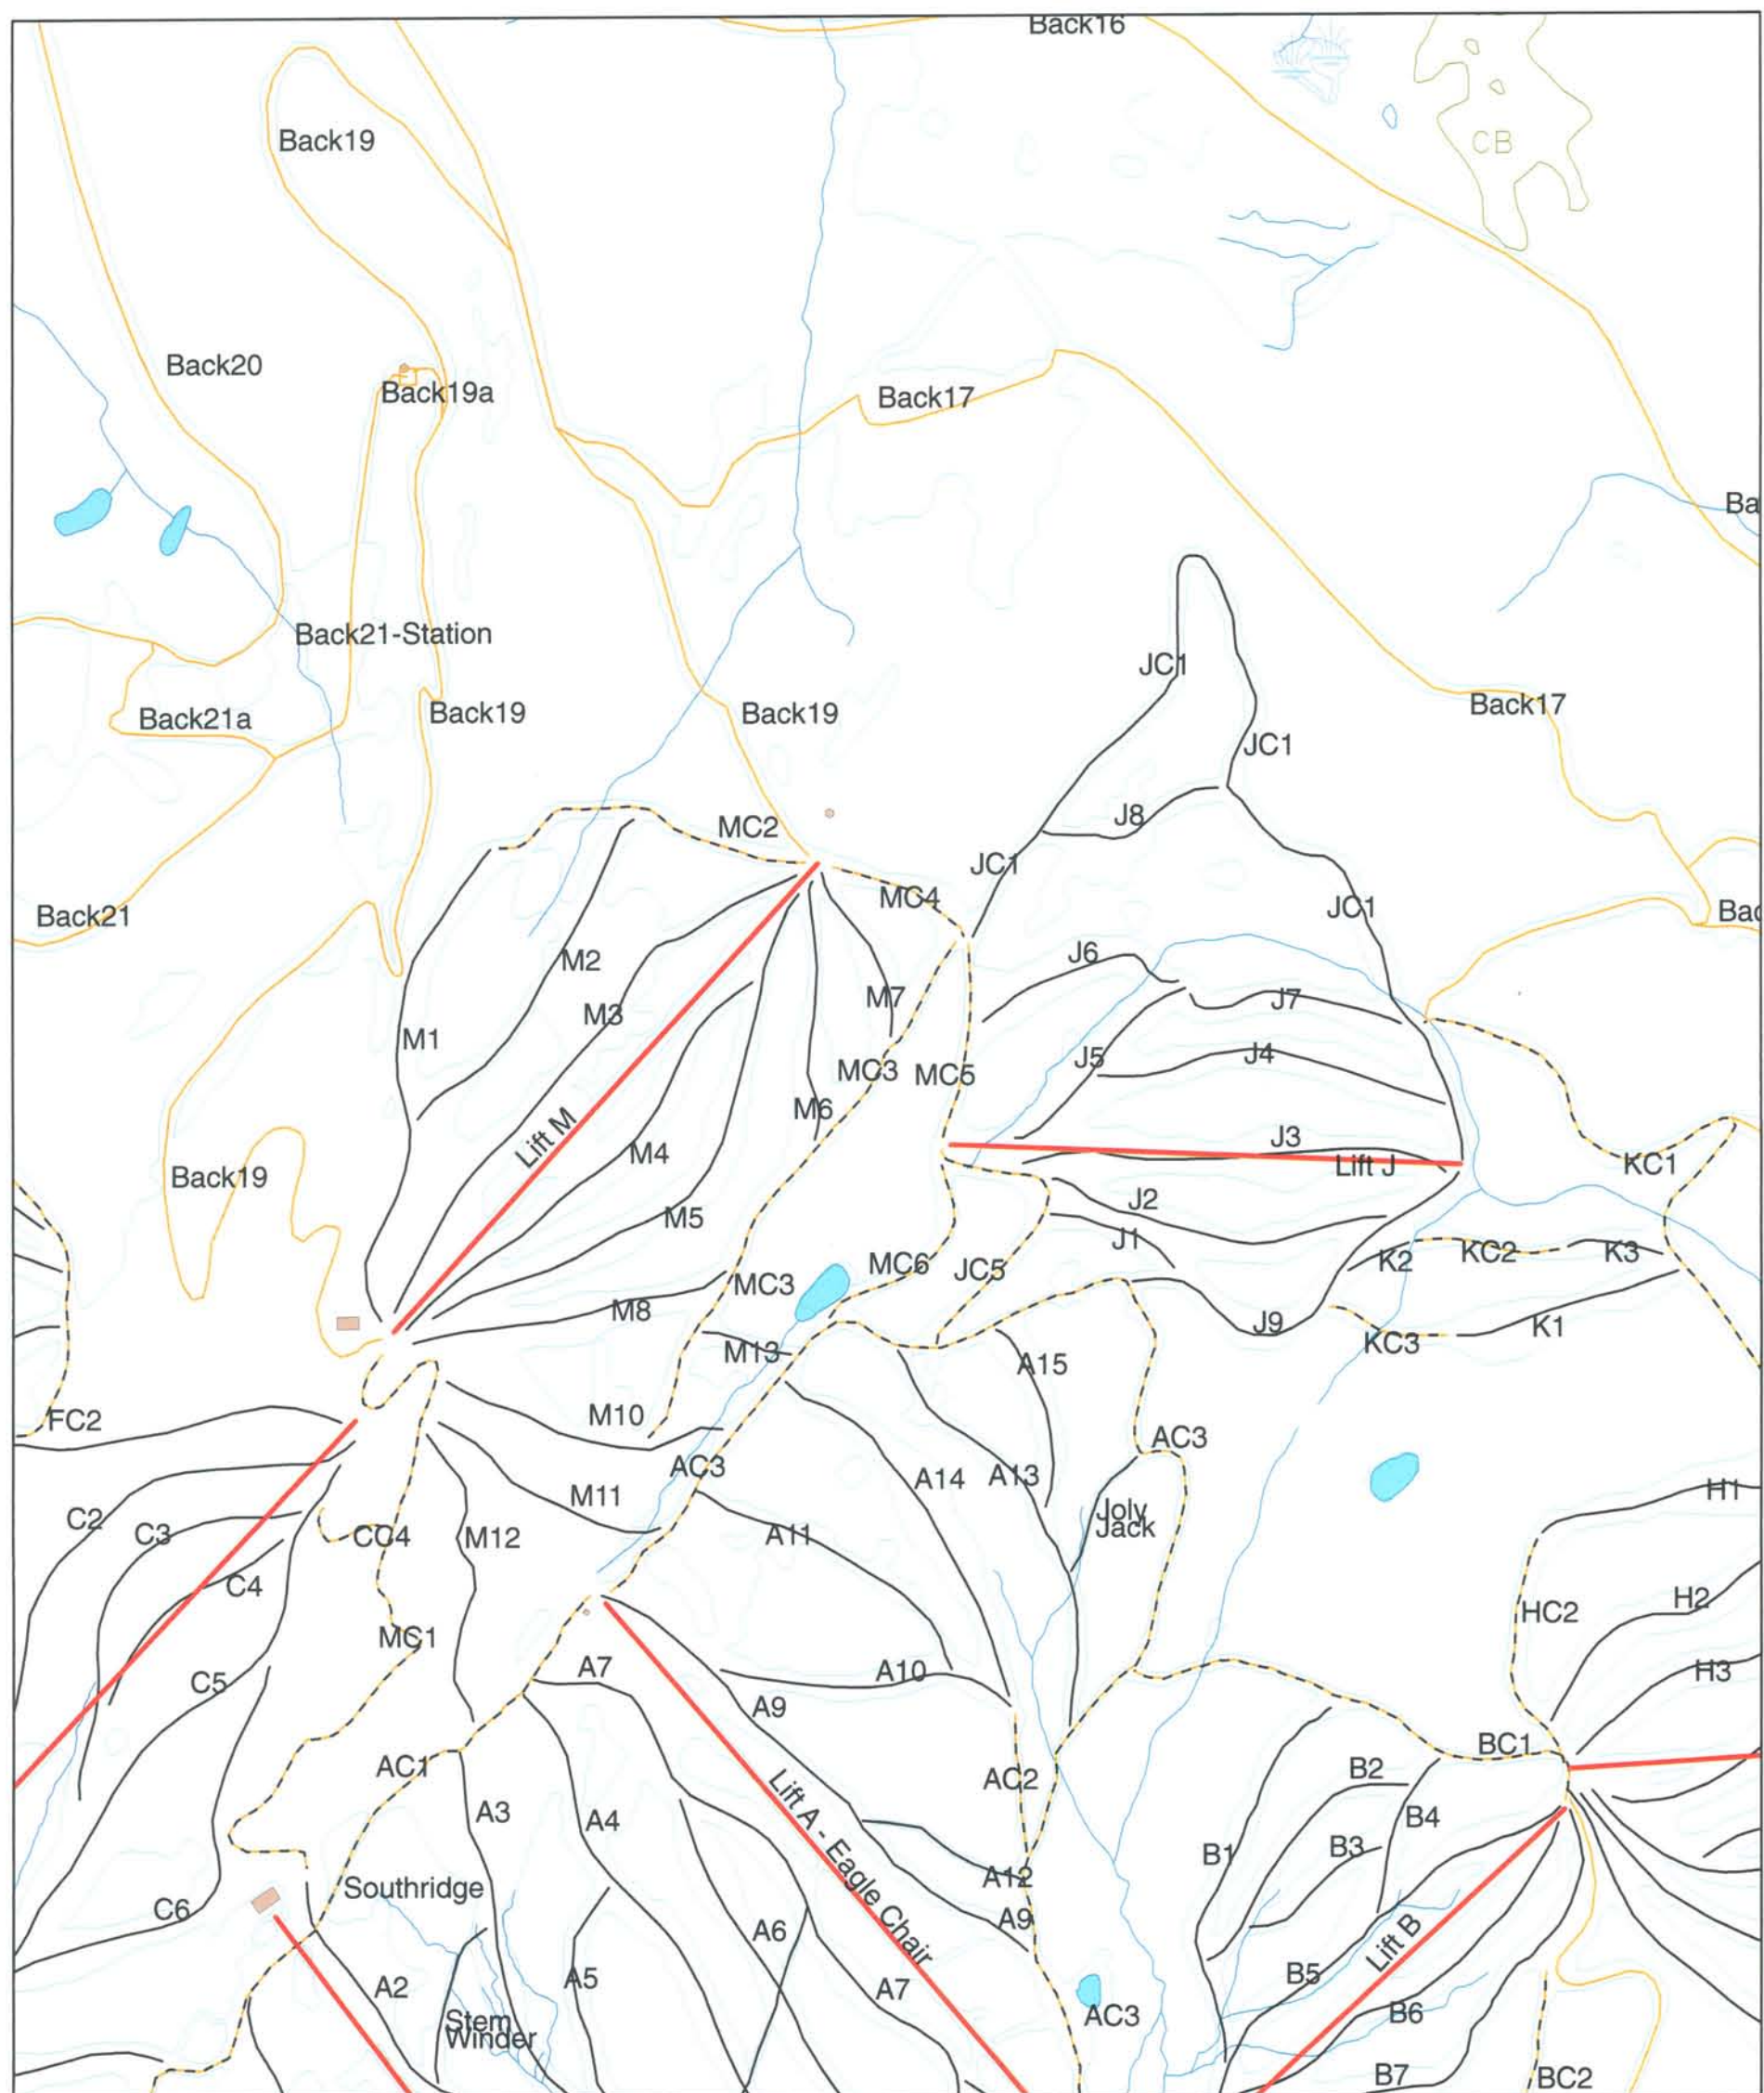 Back16
Back19
CB
Back20
Back19a
Back17
Ba
Back21-Station
JC1
Back21a
Back19
Back19
Back17
JC1
J8
MC2
JC1
MC4
JC1
Back21
Bac
J6
M2
M7
J7
M3
M1
J5
J4
MC3
MC5
M6
Lift M
J3
M4
Lift J
KC1
Back19
J2
M5
J1
MC6
JC5
K2
KC2
K3
MC3
M8
J9
K1
KC3
M13
A15
FC2
M10
AC3
AC3
A14
A13
H1
M11
Joly
Jack
C2
C3
CC4
M12
A11
C4
H2
HC2
MC1
A7
A10
H3
C5
A9
BC1
AC1
B2
AC2
A3
A4
B4
B3
B1
Lift A - Eagle Chair
A12
Southridge
C6
A9
A6
Lift B
A5
B5
A2
A7
Stem
Winder
AC3
B6
B7
BC2